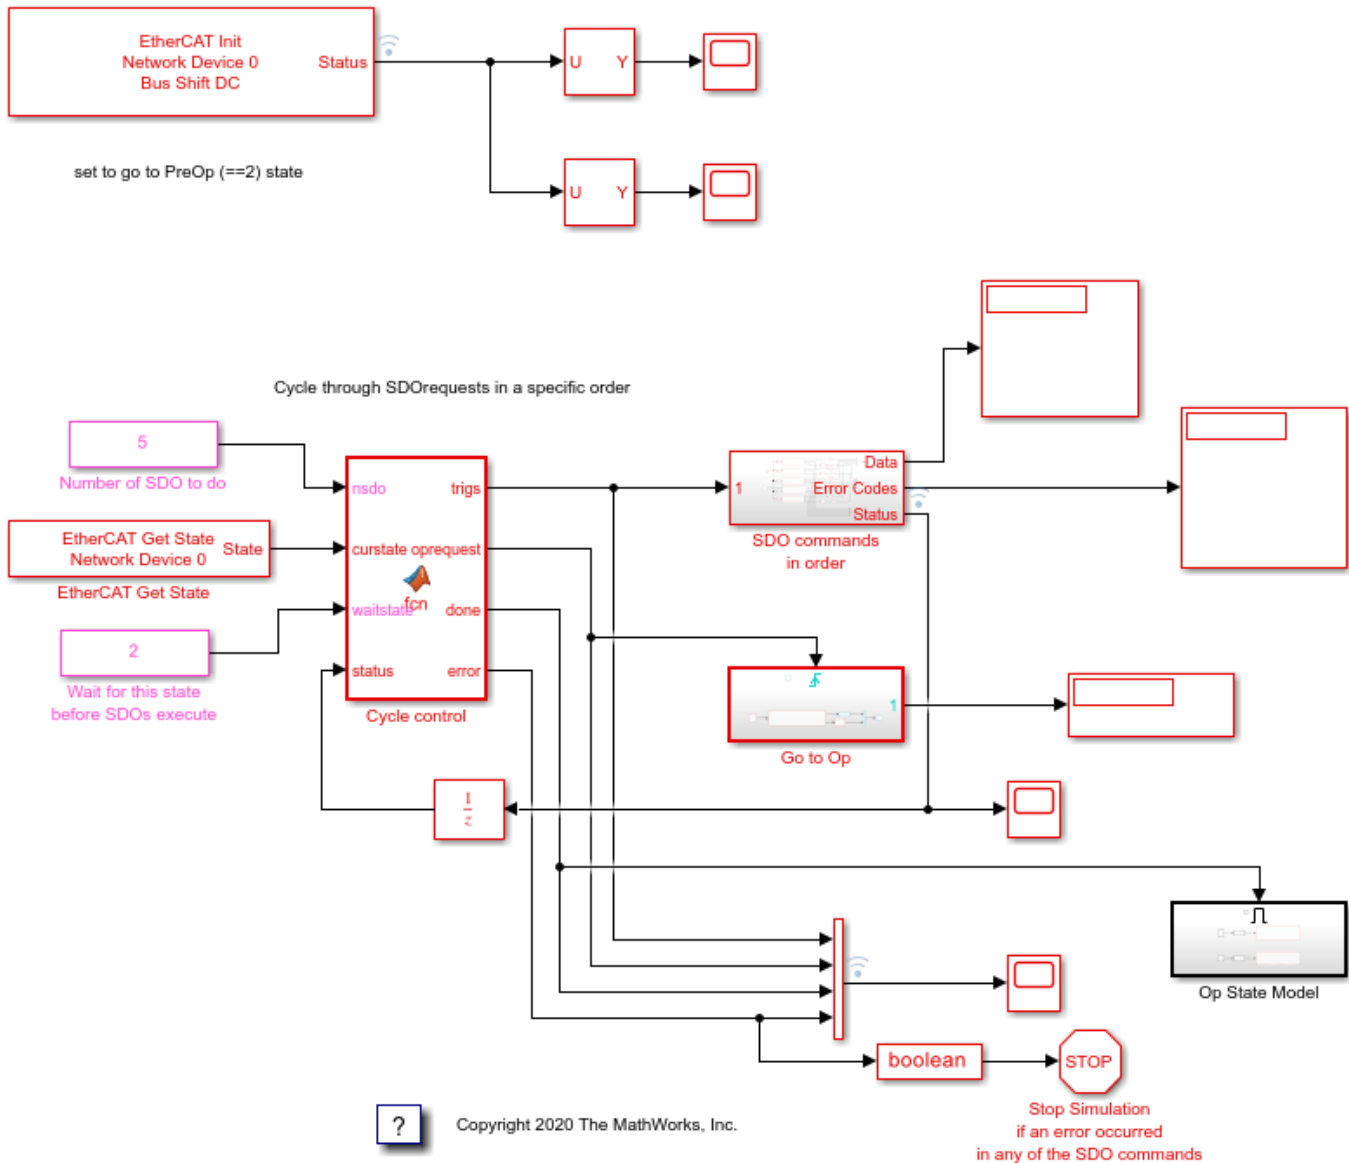 EtherCAT Init
Network Device 0
Bus Shift DC
Status
U Y
set to go to PreOp (==2) state
U Y
Cycle through SDOrequests in a specific order
5
Number of SDO to do
EtherCAT Get State
Network Device 0
State
EtherCAT Get State
2
Wait for this state
before SDOs execute
nsdo
trigs
curstate
oprequest
fcn
waitstate
done
status
error
Cycle control
1
Data
Error Codes
Status
SDO commands
in order
1
Go to Op
1
z
Op State Model
boolean
STOP
Stop Simulation
if an error occurred
in any of the SDO commands
?
Copyright 2020 The MathWorks, Inc.